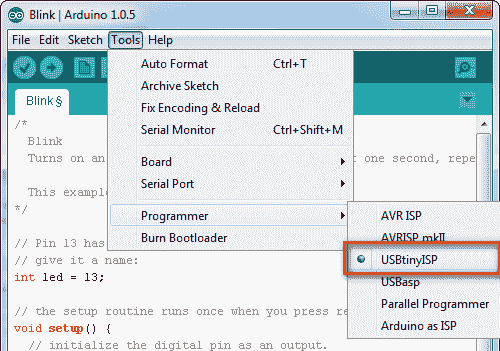 Blink | Arduino 1.0.5
File Edit Sketch Tools Help
Auto Format Ctrl+T
Archive Sketch
Fix Encoding & Reload
Serial Monitor Ctrl+Shift+M
Board
Serial Port
Programmer
Burn Bootloader
AVR ISP
AVRISP mkII
USBtinyISP
USBasp
Parallel Programmer
Arduino as ISP
Blink §
/*
Blink
Turns on an t one second, repe
This example
*/
// Pin 13 has
// give it a name:
int led = 13;
// the setup routine runs once when you press re
void setup() {
// initialize the digital pin as an output.